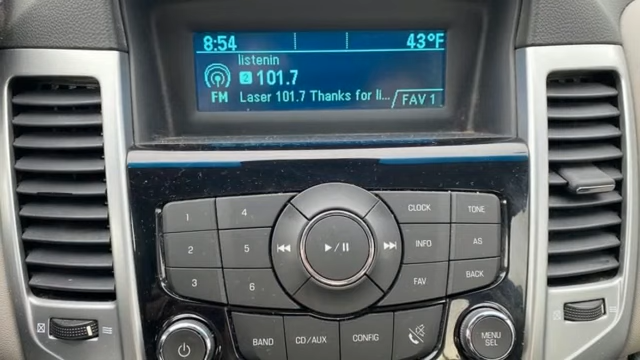 8:54 43°F
listenin
2 101.7
FM Laser 101.7 Thanks for li... FAV 1
1 4 CLOCK TONE
2 5 INFO AS
3 6 FAV BACK
BAND CD/AUX CONFIG MENU
SEL